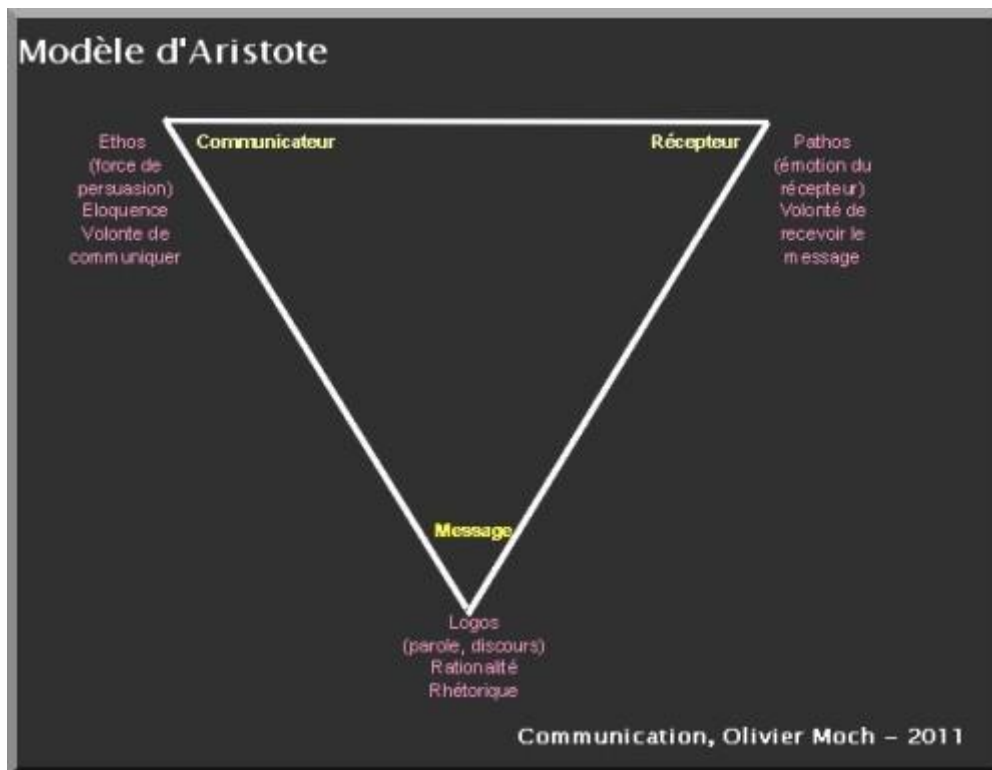 Modèle d'Aristote
Ethos
(force de
persuasion)
Eloquence
Volonte de
communiquer
Communicateur
Récepteur
Pathos
(émotion du
récepteur)
Volonté de
recevoir le
message
Message
Logos
(parole, discours)
Rationalité
Rhétorique
Communication, Olivier Moch – 2011